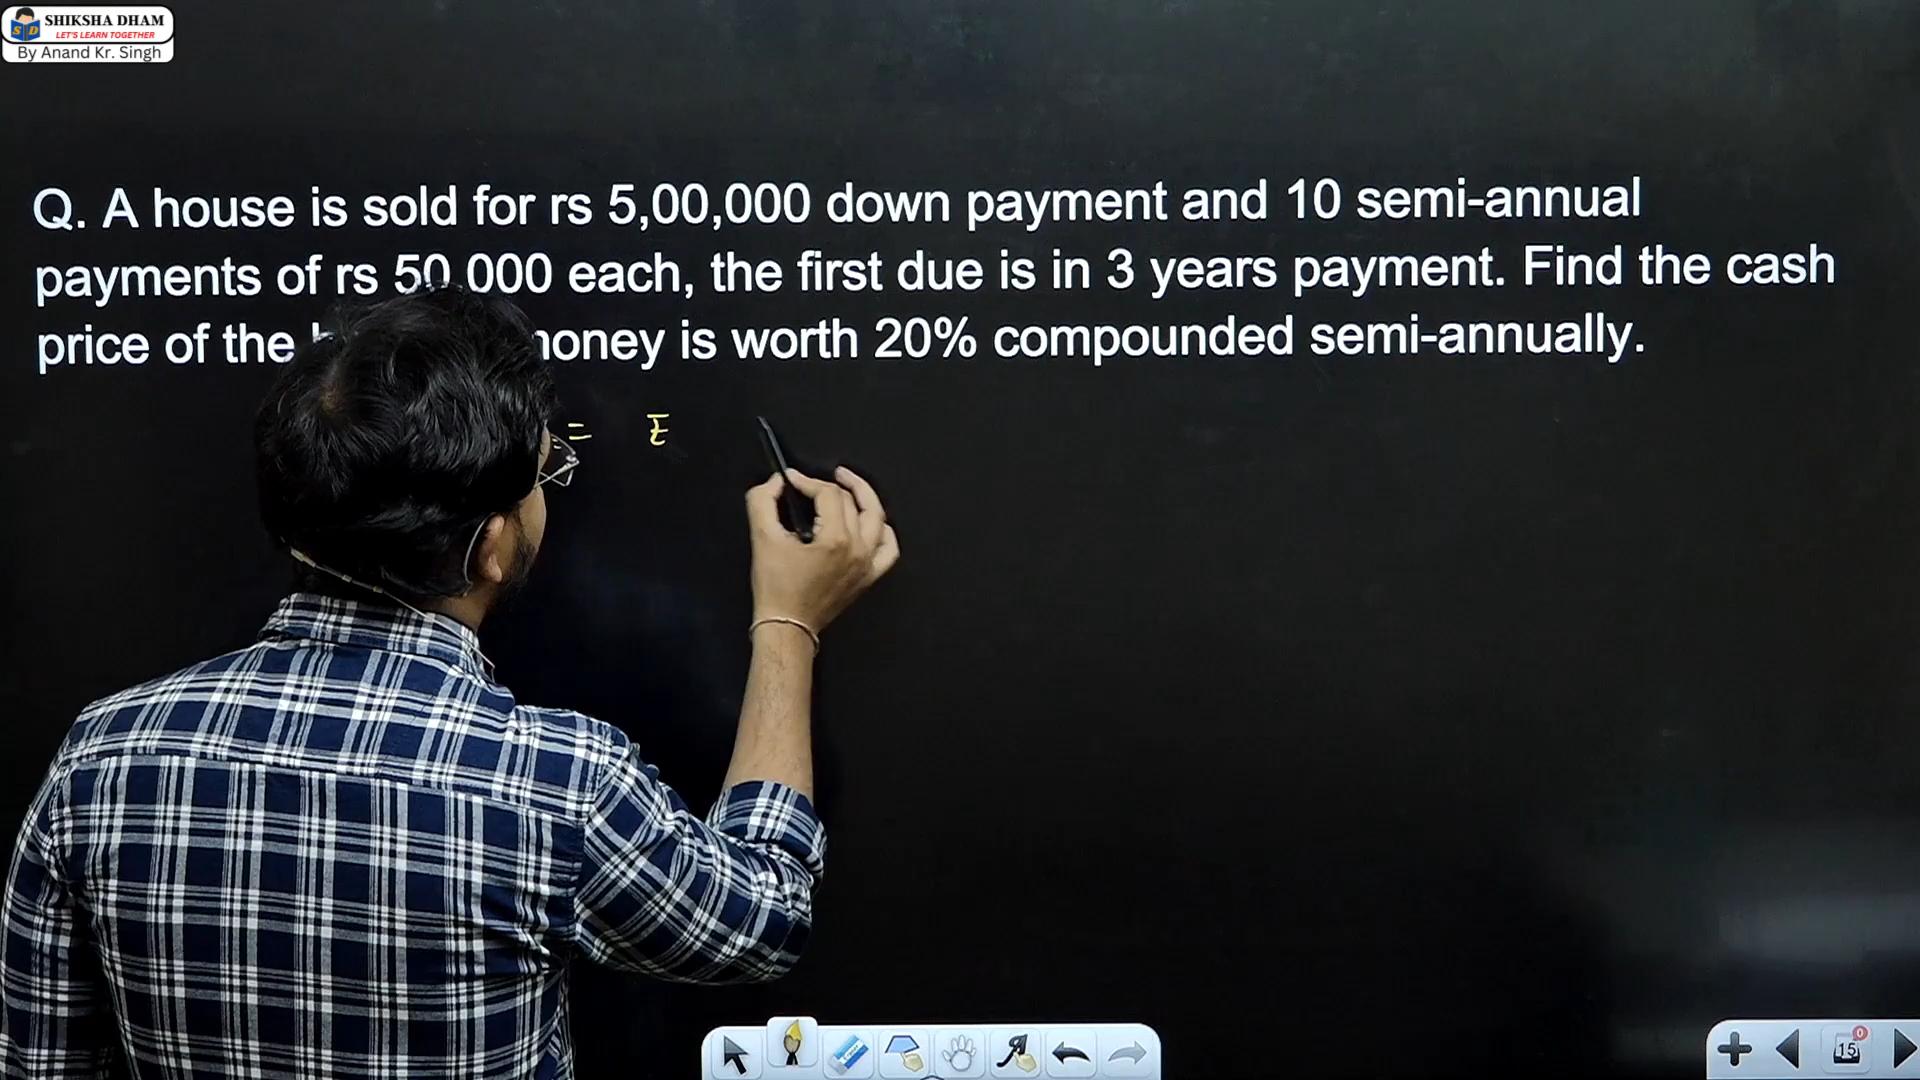 SHIKSHA DHAM
LET'S LEARN TOGETHER
By Anand Kr. Singh
Q. A house is sold for rs 5,00,000 down payment and 10 semi-annual
payments of rs 50,000 each, the first due is in 3 years payment. Find the cash
price of the money is worth 20% compounded semi-annually.
=
15
0